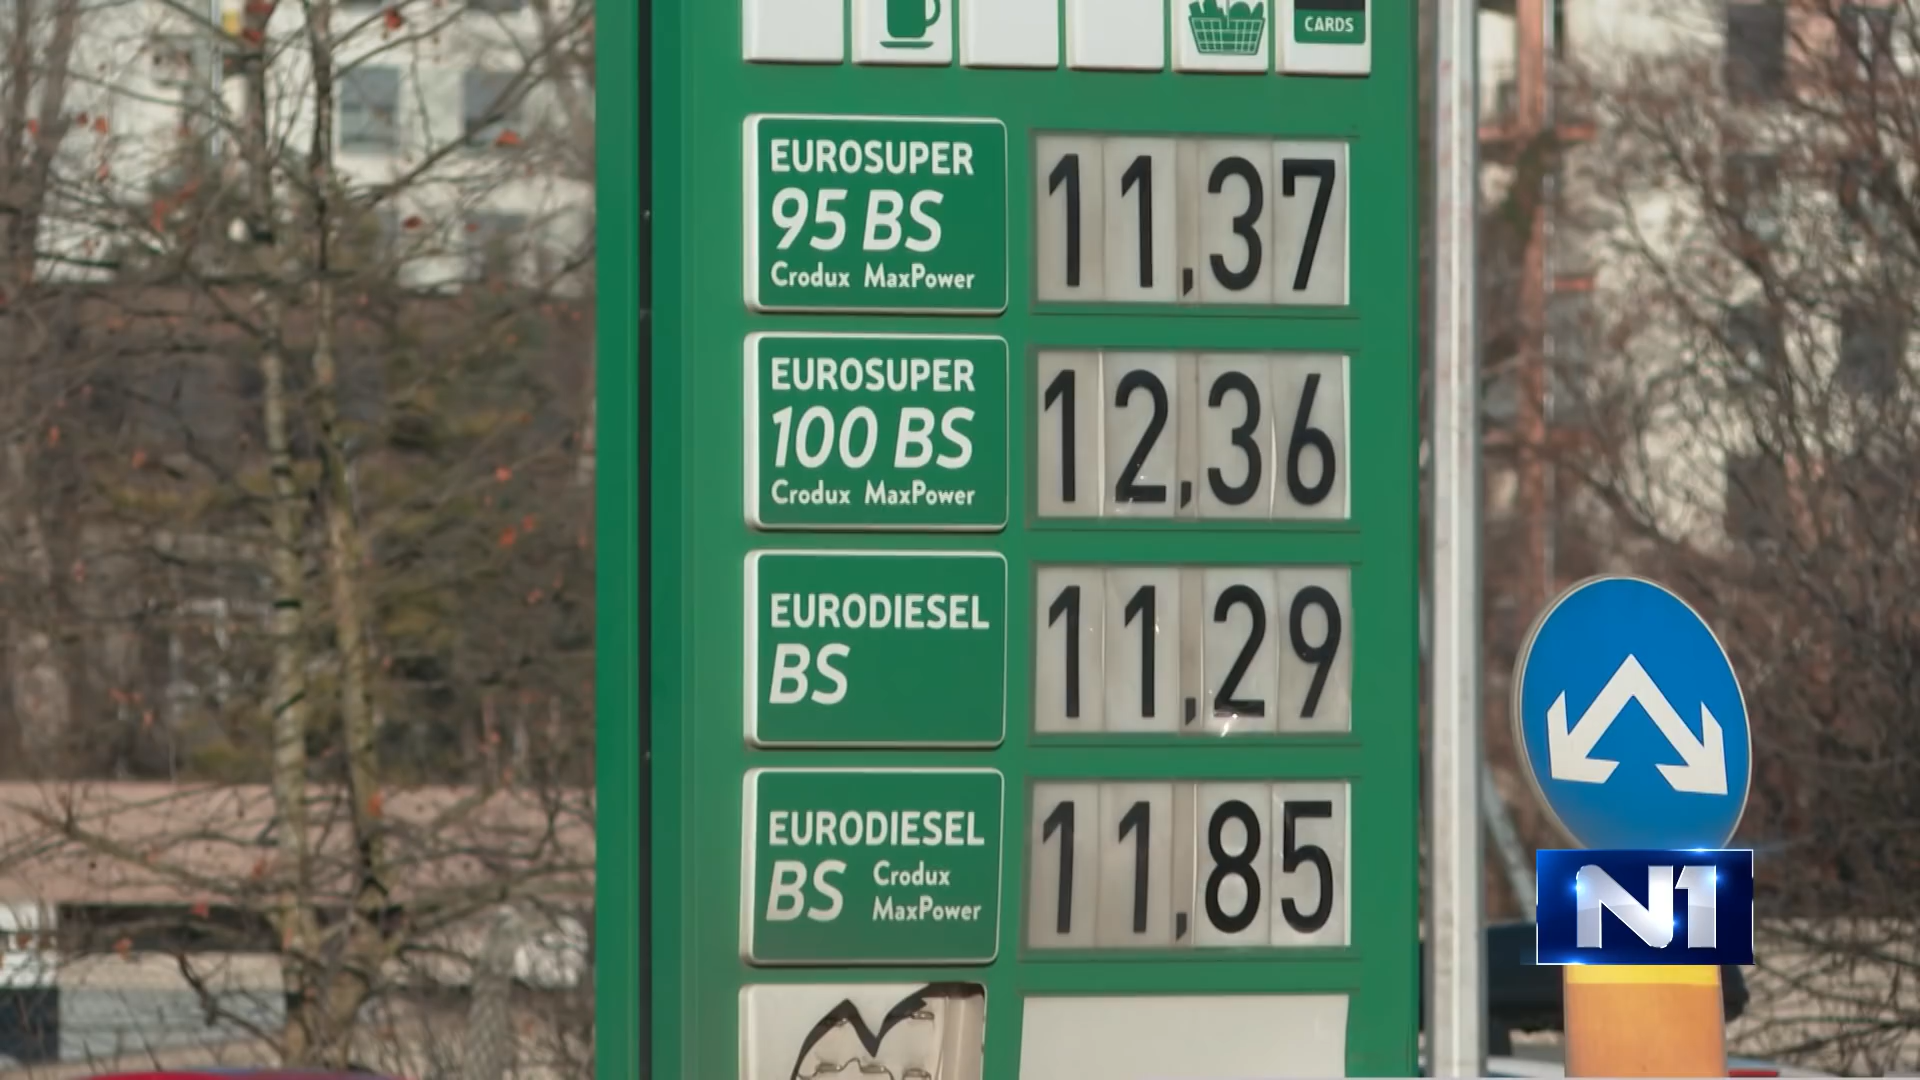 CARDS
EUROSUPER
95 BS
Crodux MaxPower
11,37
EUROSUPER
100 BS
Crodux MaxPower
12,36
EURODIESEL
BS
11,29
EURODIESEL
BS Crodux
MaxPower
11,85
N1